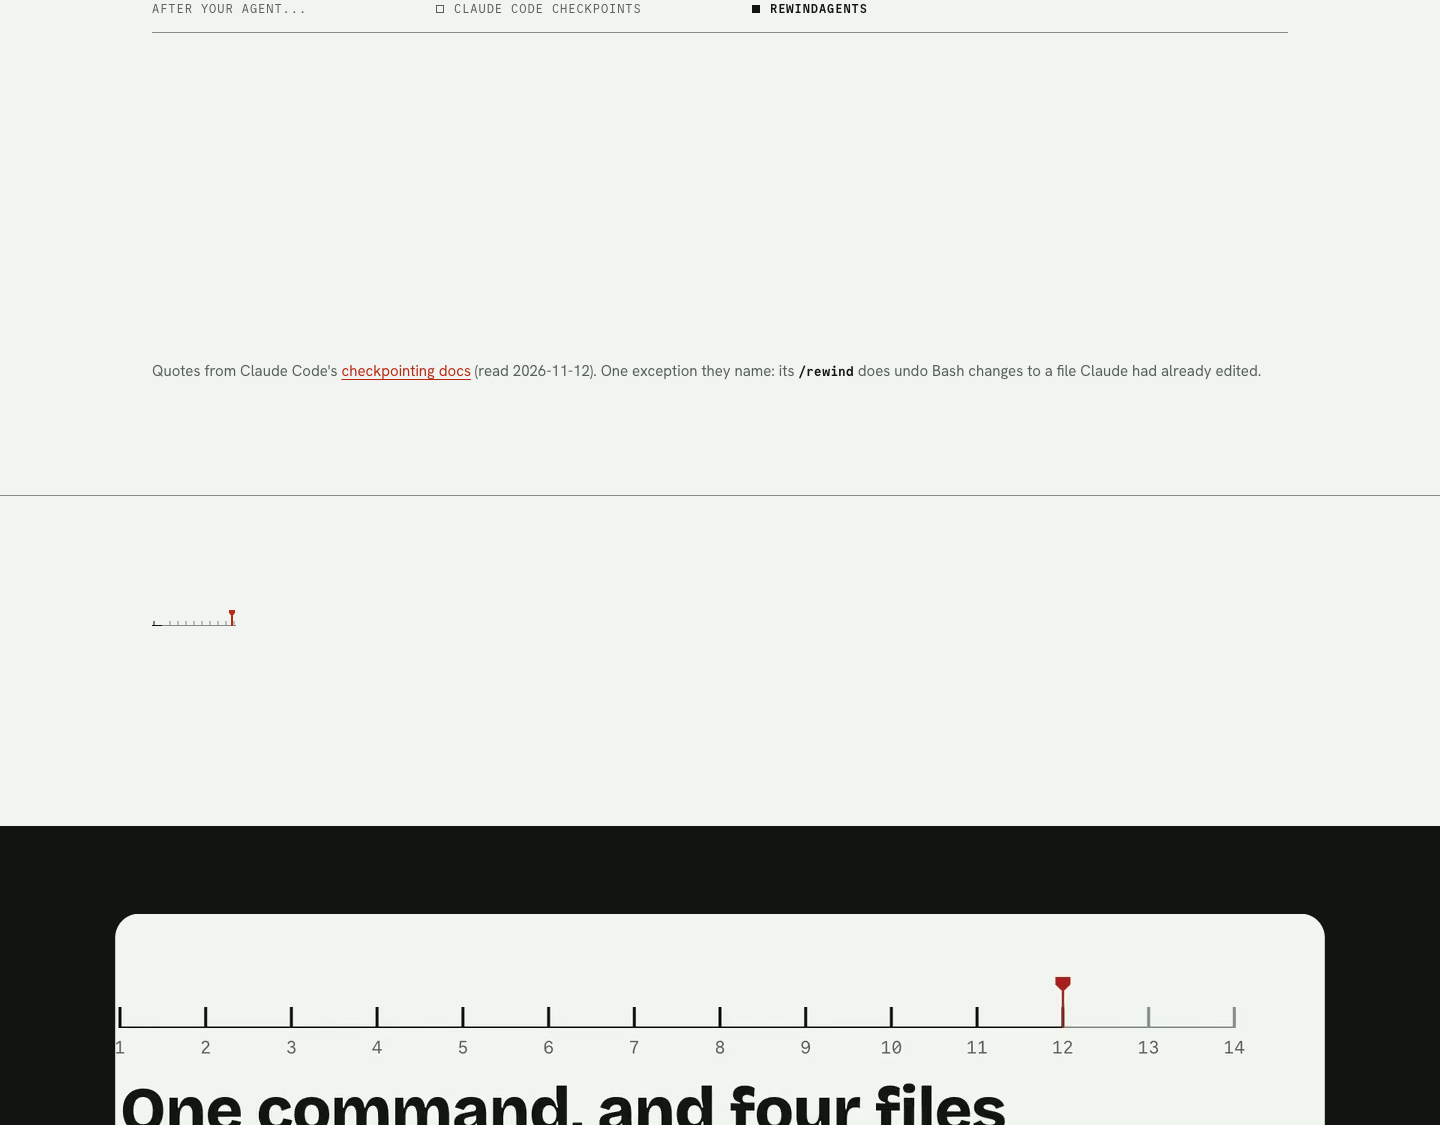 AFTER YOUR AGENT... CLAUDE CODE CHECKPOINTS REWINDAGENTS
Quotes from Claude Code's checkpointing docs (read 2026-11-12). One exception they name: its /rewind does undo Bash changes to a file Claude had already edited.
1 2 3 4 5 6 7 8 9 10 11 12 13 14
One command, and four files